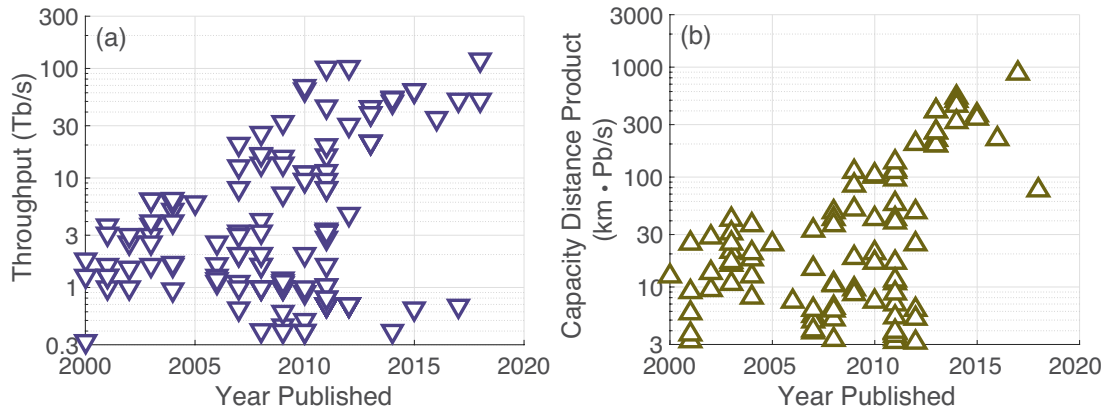 (a)
Throughput (Tb/s)
300
100
30
10
3
1
0.3
2000 2005 2010 2015 2020
Year Published
(b)
Capacity Distance Product
(km • Pb/s)
3000
1000
300
100
30
10
3
2000 2005 2010 2015 2020
Year Published